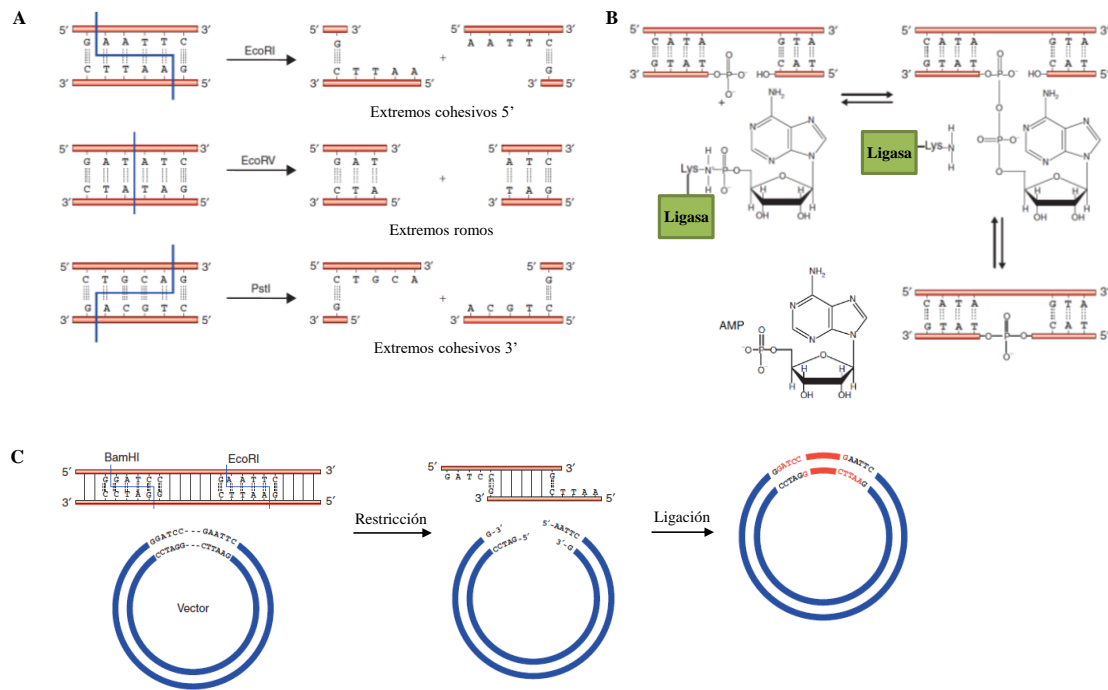 A
5′ 3′
G A A T T C
C T T A A G
3′ 5′
EcoRI
5′
G
C T T A A
3′
+
3′
A A T T C
G
5′
Extremos cohesivos 5’
5′ 3′
G A T A T C
C T A T A G
3′ 5′
EcoRV
5′ 3′
G A T
C T A
3′ 5′
+
5′ 3′
A T C
T A G
3′ 5′
Extremos romos
5′ 3′
C T G C A G
G A C G T C
3′ 5′
PstI
5′ 3′
C T G C A
G
3′
+
5′ 3′
G
A C G T C
3′ 5′
Extremos cohesivos 3’
B
5′ 3′
C A T A G T A
G T A T C A T
3′ O P O⁻ HO 5′
O⁻
+
NH₂
N N
N N
Lys N⁺ P O
H H O O⁻
O
H H H H
OH OH
Ligasa
5′ 3′
C A T A G T A
G T A T C A T
3′ O P O⁻ HO 5′
O
O P O⁻
O
NH₂
N N
N N
O
H H H H
OH OH
Ligasa
Lys N H
H
5′ 3′
C A T A G T A
G T A T C A T
3′ O P O 5′
O O⁻
AMP
NH₂
N N
N N
O
⁻O P O
O⁻
O
H H H H
OH OH
C
BamHI EcoRI
5′ 3′
G G A T C C G A A T T C
C C T A G G C T T A A G
3′ 5′
GGATCC---GAATTC
CCTAGG---CTTAAG
Vector
Restricción
5′ 3′
G A T C C G
G C T T A A
3′ 5′
G-3′ 5′-AATTC
CCTAG-5′ 3′-G
Ligación
GGATCC GAATTC
CCTAGG CTTAAG